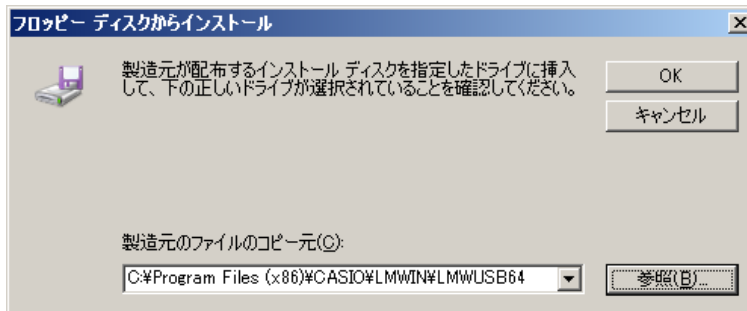 フロッピー ディスクからインストール
製造元が配布するインストール ディスクを指定したドライブに挿入
して、下の正しいドライブが選択されていることを確認してください。
OK
キャンセル
製造元のファイルのコピー元(C):
C:¥Program Files (x86)¥CASIO¥LMWIN¥LMWUSB64
参照(B)...